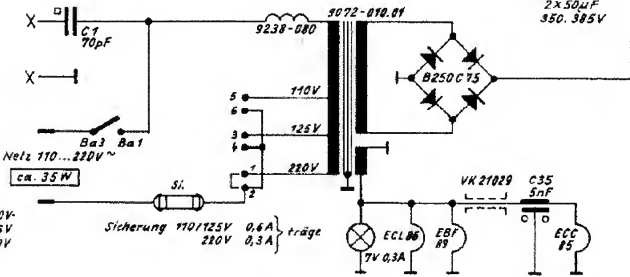 C1
70pF
9238-080
9072-010.01
2x50µF
350.385V
B250C75
5
110V
6
3
125V
4
1
220V
2
Ba3 Ba1
Netz 110...220V~
ca. 35W
Si.
Sicherung 110/125V 0,6A
220V 0,3A
träge
7V 0,3A
ECL86
EBF
89
VK 21029
C35
5nF
ECC
85